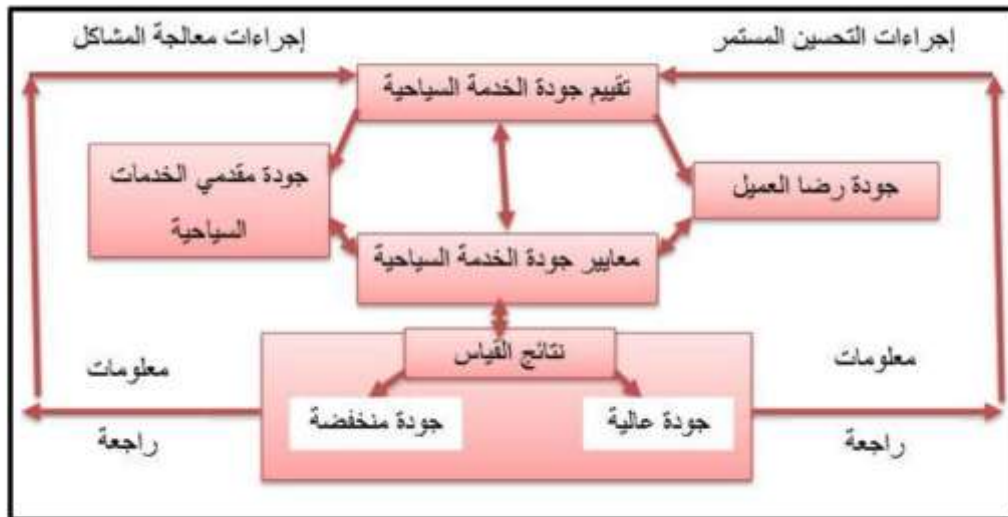 إجراءات التحسين المستمر
إجراءات معالجة المشاكل
تقييم جودة الخدمة السياحية
جودة رضا العميل
جودة مقدمي الخدمات
السياحية
معايير جودة الخدمة السياحية
نتائج القياس
جودة عالية
جودة منخفضة
معلومات
راجعة
معلومات
راجعة